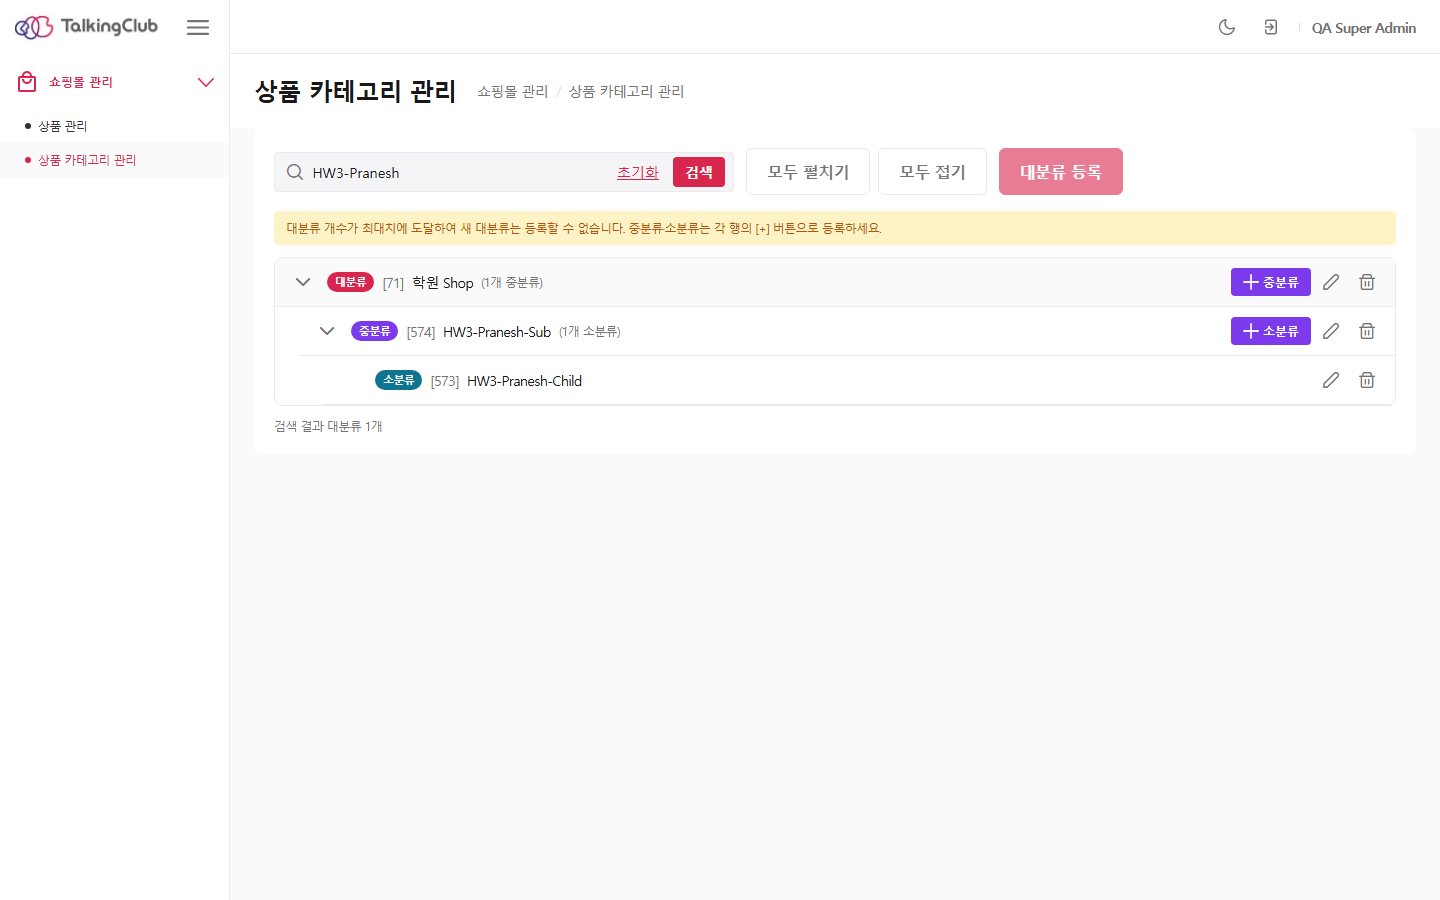 TalkingClub
QA Super Admin
쇼핑몰 관리
상품 관리
상품 카테고리 관리
상품 카테고리 관리 쇼핑몰 관리 / 상품 카테고리 관리
HW3-Pranesh 초기화 검색 모두 펼치기 모두 접기 대분류 등록
대분류 개수가 최대치에 도달하여 새 대분류는 등록할 수 없습니다. 중분류·소분류는 각 행의 [+] 버튼으로 등록하세요.
대분류 [71] 학원 Shop (1개 중분류) + 중분류
중분류 [574] HW3-Pranesh-Sub (1개 소분류) + 소분류
소분류 [573] HW3-Pranesh-Child
검색 결과 대분류 1개